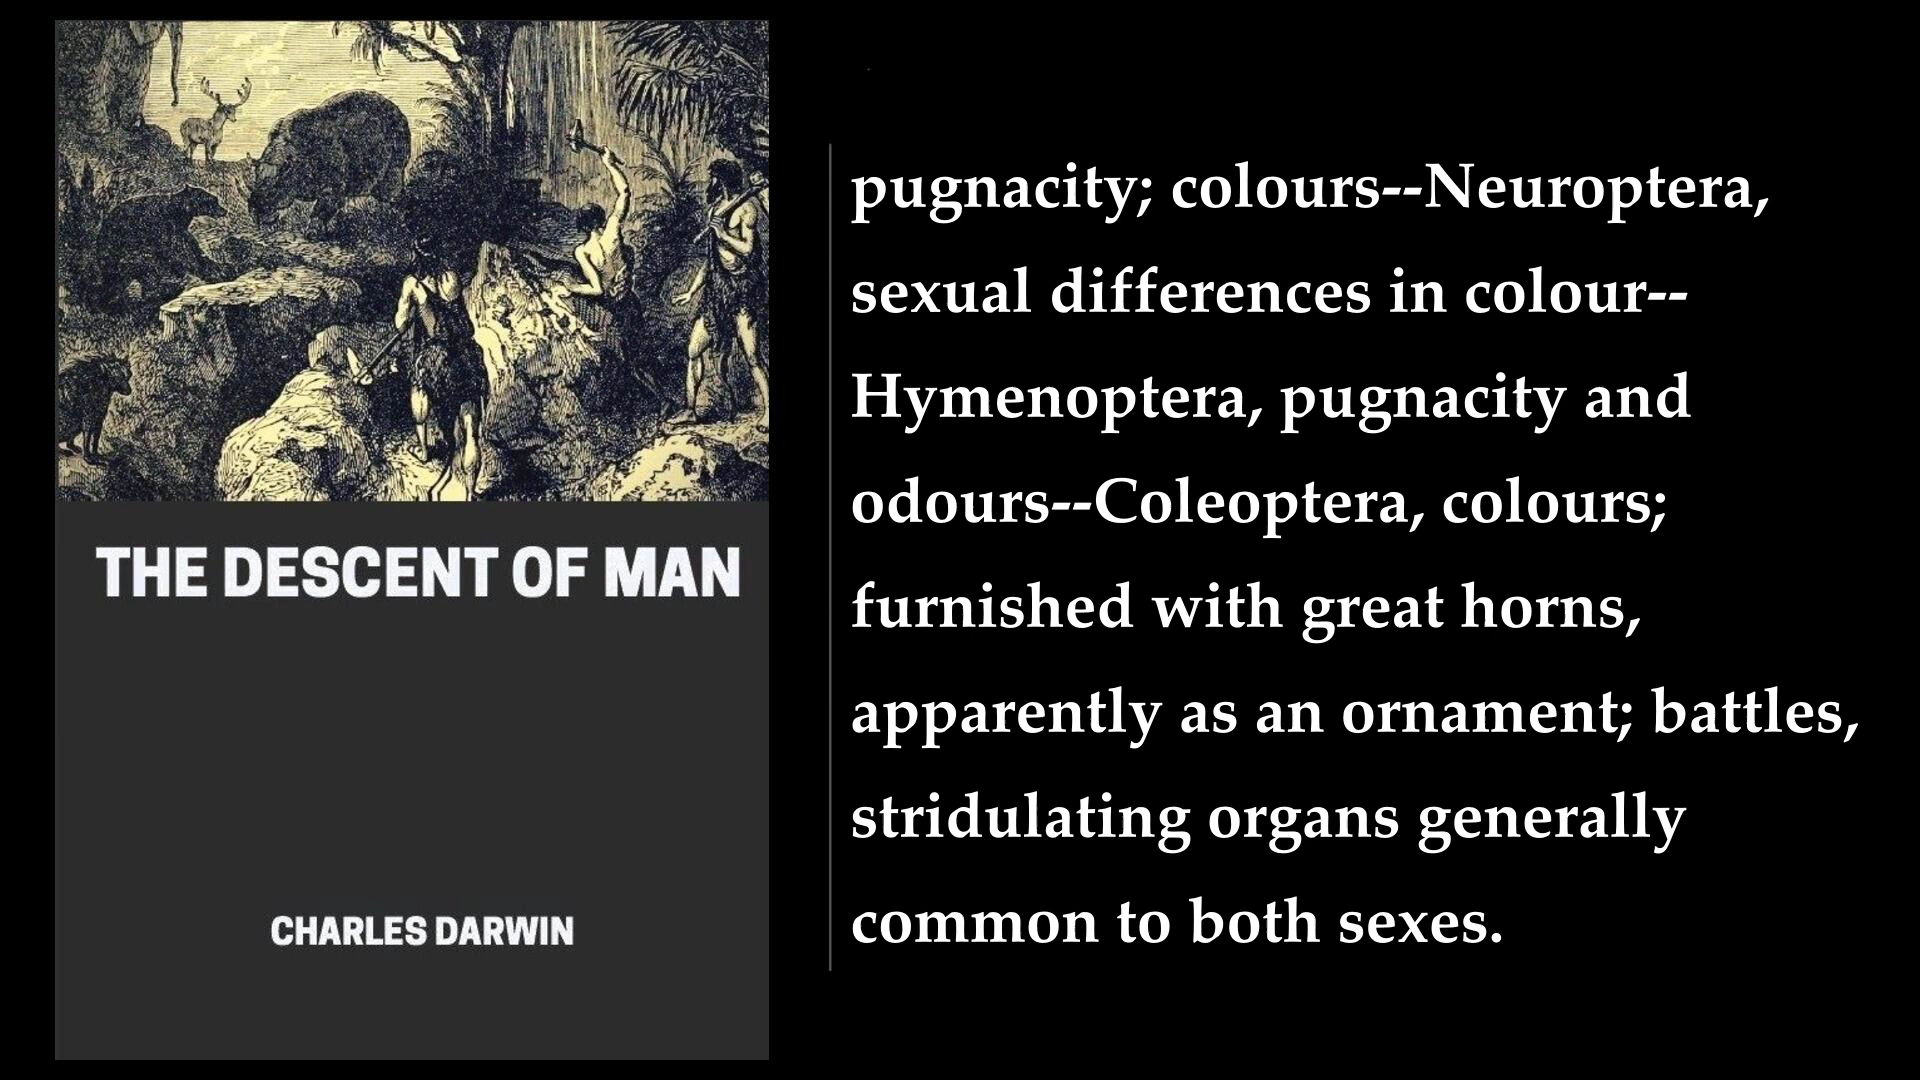 THE DESCENT OF MAN
CHARLES DARWIN
pugnacity; colours--Neuroptera,
sexual differences in colour--
Hymenoptera, pugnacity and
odours--Coleoptera, colours;
furnished with great horns,
apparently as an ornament; battles,
stridulating organs generally
common to both sexes.